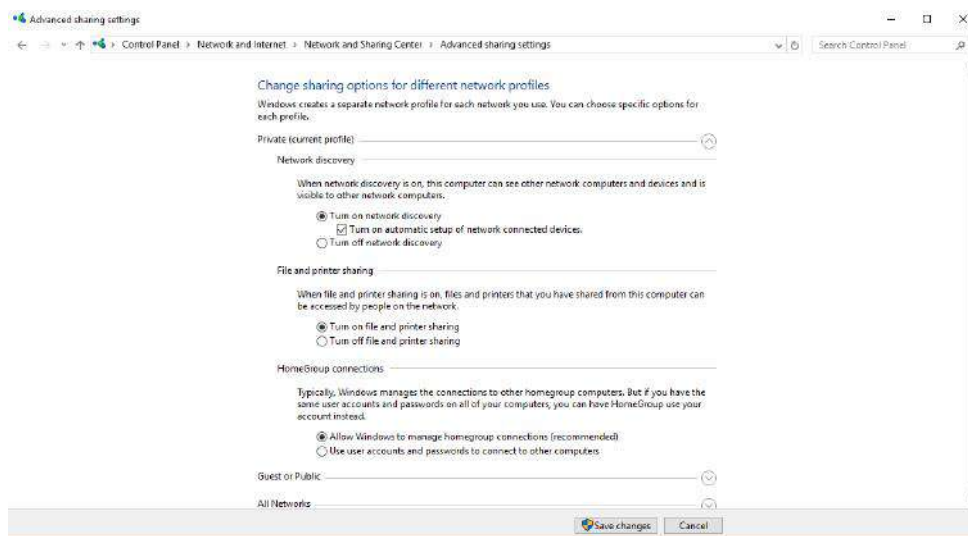 Advanced sharing settings
Control Panel > Network and Internet > Network and Sharing Center > Advanced sharing settings
Search Control Panel
Change sharing options for different network profiles
Windows creates a separate network profile for each network you use. You can choose specific options for
each profile.
Private (current profile)
Network discovery
When network discovery is on, this computer can see other network computers and devices and is
visible to other network computers.
Turn on network discovery
Turn on automatic setup of network connected devices.
Turn off network discovery
File and printer sharing
When file and printer sharing is on, files and printers that you have shared from this computer can
be accessed by people on the network.
Turn on file and printer sharing
Turn off file and printer sharing
HomeGroup connections
Typically, Windows manages the connections to other homegroup computers. But if you have the
same user accounts and passwords on all of your computers, you can have HomeGroup use your
account instead.
Allow Windows to manage homegroup connections (recommended)
Use user accounts and passwords to connect to other computers
Guest or Public
All Networks
Save changes
Cancel